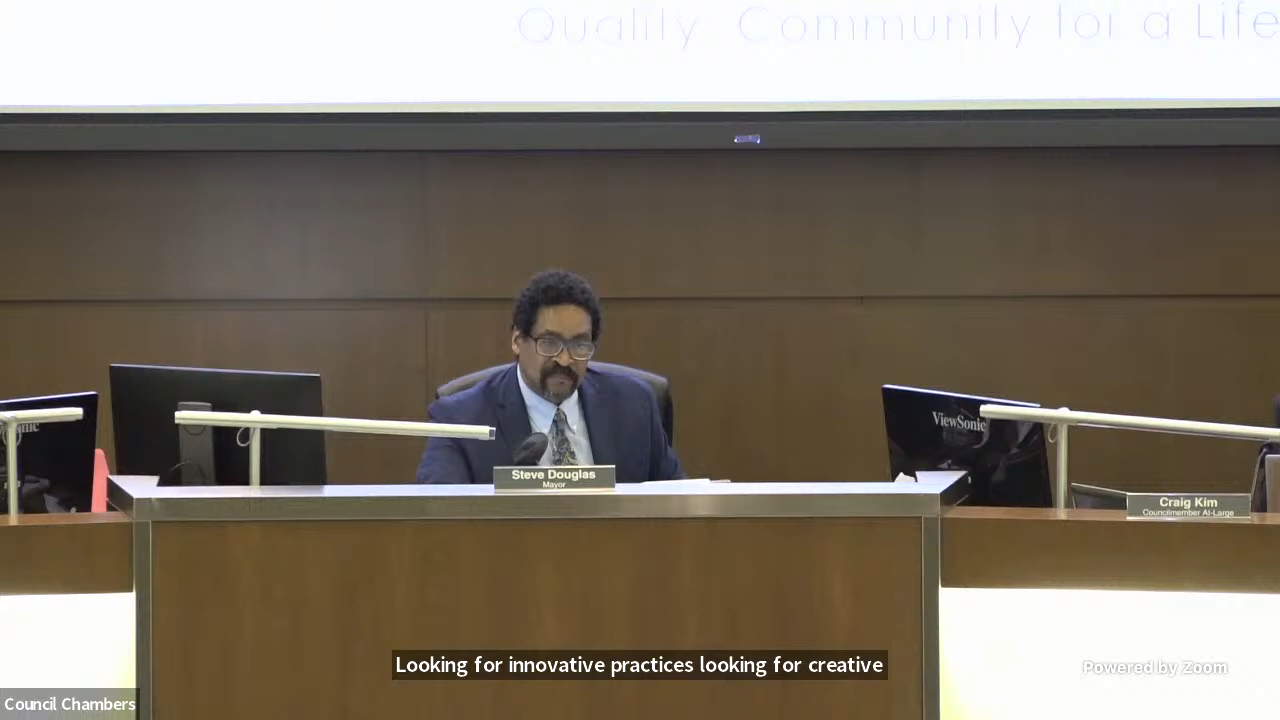 Quality Community for a Life
ViewSonic
Steve Douglas
Mayor
Craig Kim
Councilmember At-Large
Looking for innovative practices looking for creative
Powered by Zoom
Council Chambers